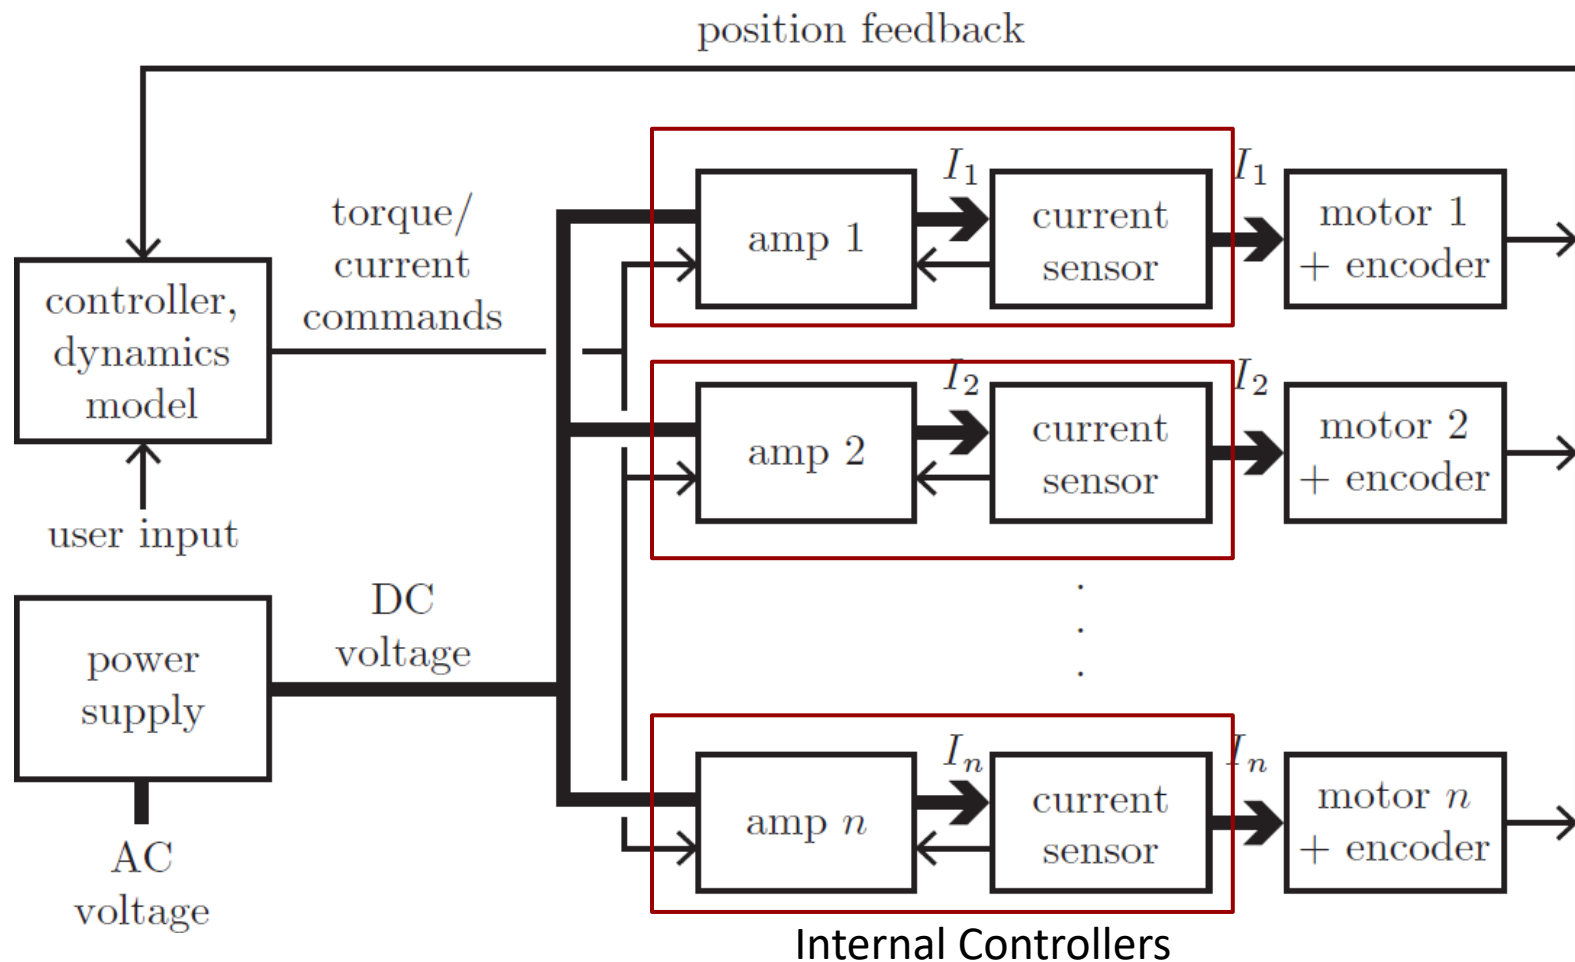 position feedback
torque/
current
commands
controller,
dynamics
model
user input
power
supply
AC
voltage
DC
voltage
amp 1
I₁
current
sensor
I₁
motor 1
+ encoder
amp 2
I₂
current
sensor
I₂
motor 2
+ encoder
.
.
.
amp n
Iₙ
current
sensor
Iₙ
motor n
+ encoder
Internal Controllers